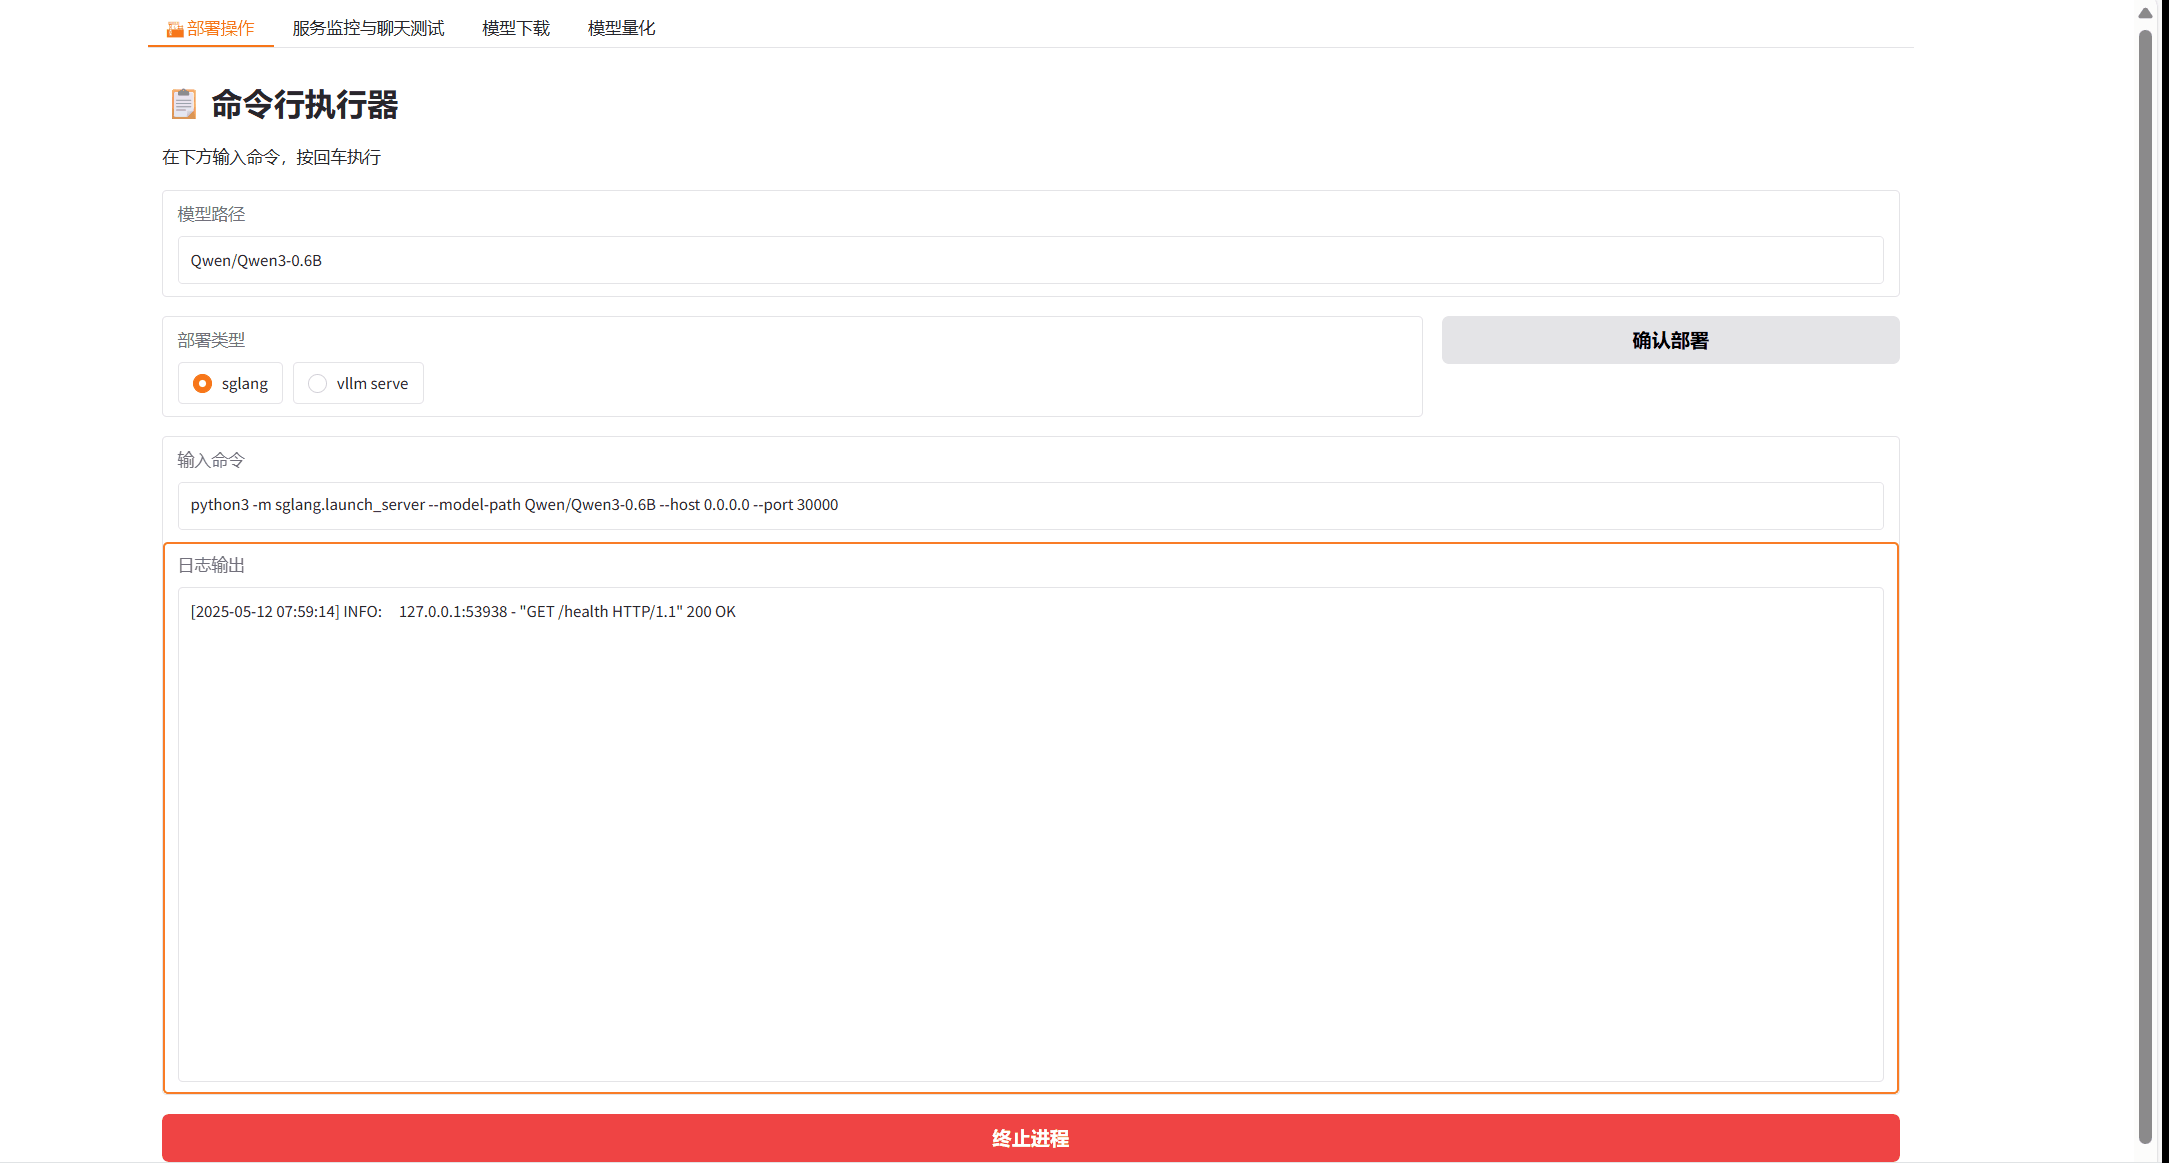 部署操作 服务监控与聊天测试 模型下载 模型量化
命令行执行器
在下方输入命令，按回车执行
模型路径
Qwen/Qwen3-0.6B
部署类型
确认部署
sglang vllm serve
输入命令
python3 -m sglang.launch_server --model-path Qwen/Qwen3-0.6B --host 0.0.0.0 --port 30000
日志输出
[2025-05-12 07:59:14] INFO: 127.0.0.1:53938 - "GET /health HTTP/1.1" 200 OK
终止进程